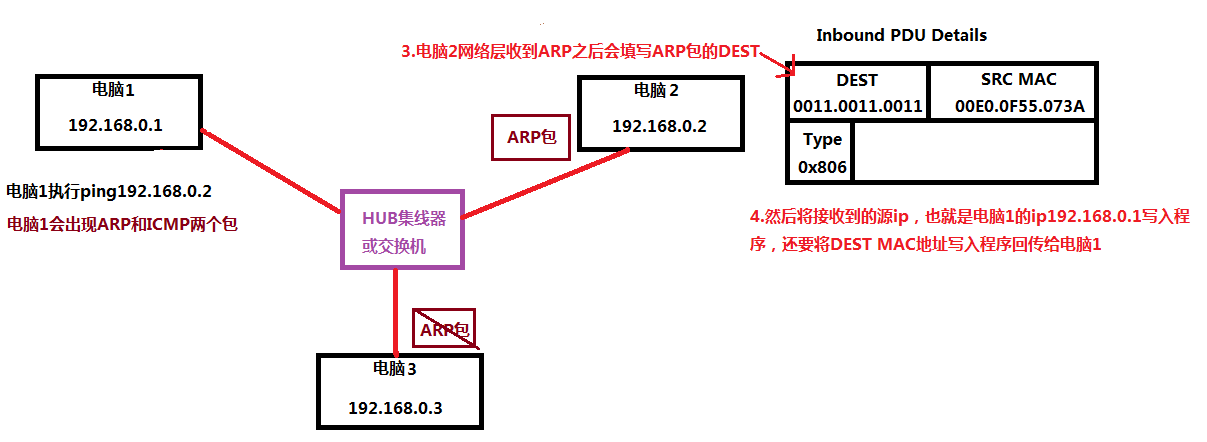 3.电脑2网络层收到ARP之后会填写ARP包的DEST
Inbound PDU Details
电脑1
192.168.0.1
电脑2
192.168.0.2
DEST
0011.0011.0011
SRC MAC
00E0.0F55.073A
Type
0x806
ARP包
电脑1执行ping192.168.0.2
电脑1会出现ARP和ICMP两个包
HUB集线器
或交换机
4.然后将接收到的源ip，也就是电脑1的ip192.168.0.1写入程
序，还要将DEST MAC地址写入程序回传给电脑1
ARP包
电脑3
192.168.0.3